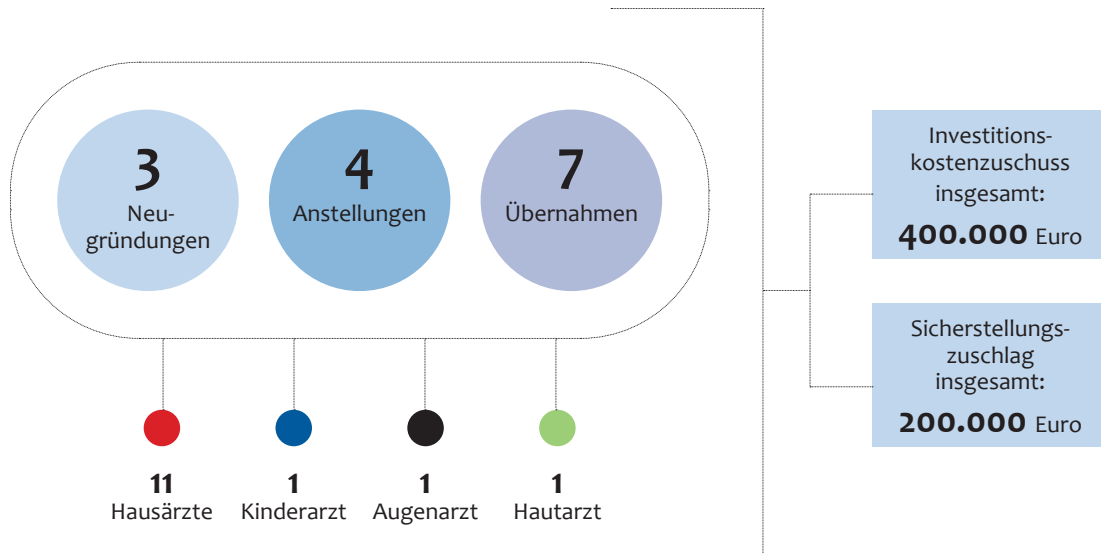 3
Neu-
gründungen
4
Anstellungen
7
Übernahmen
11
Hausärzte
1
Kinderarzt
1
Augenarzt
1
Hautarzt
Investitions-
kostenzuschuss
insgesamt:
400.000 Euro
Sicherstellungs-
zuschlag
insgesamt:
200.000 Euro